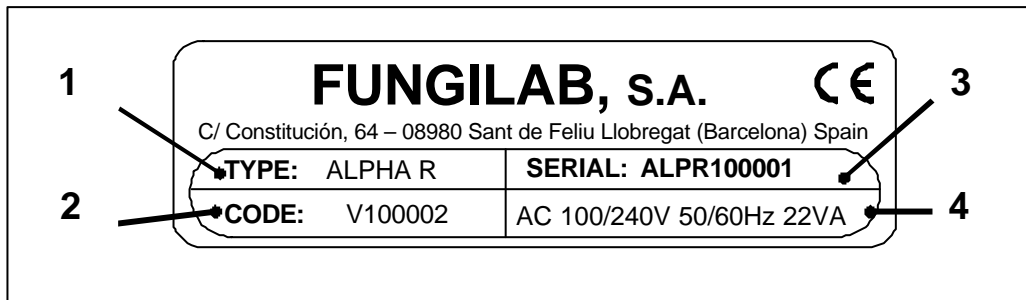 FUNGILAB, S.A. CE
C/ Constitución, 64 – 08980 Sant de Feliu Llobregat (Barcelona) Spain
1 TYPE: ALPHA R SERIAL: ALPR100001 3
2 CODE: V100002 AC 100/240V 50/60Hz 22VA 4